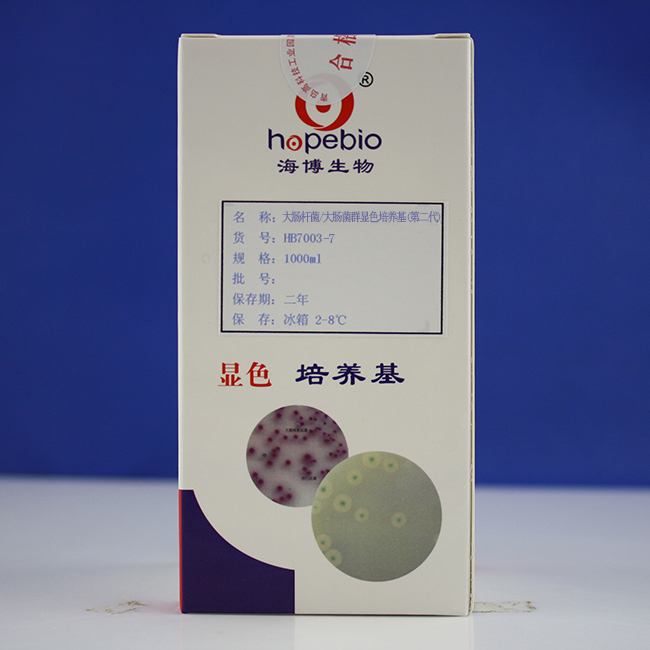 合格
®
hopebio
海博生物
名 称：大肠杆菌/大肠菌群显色培养基(第二代)
货 号：HB7003-7
规 格：1000ml
批 号：
保存期：二年
保 存：冰箱 2-8℃
显色 培养基